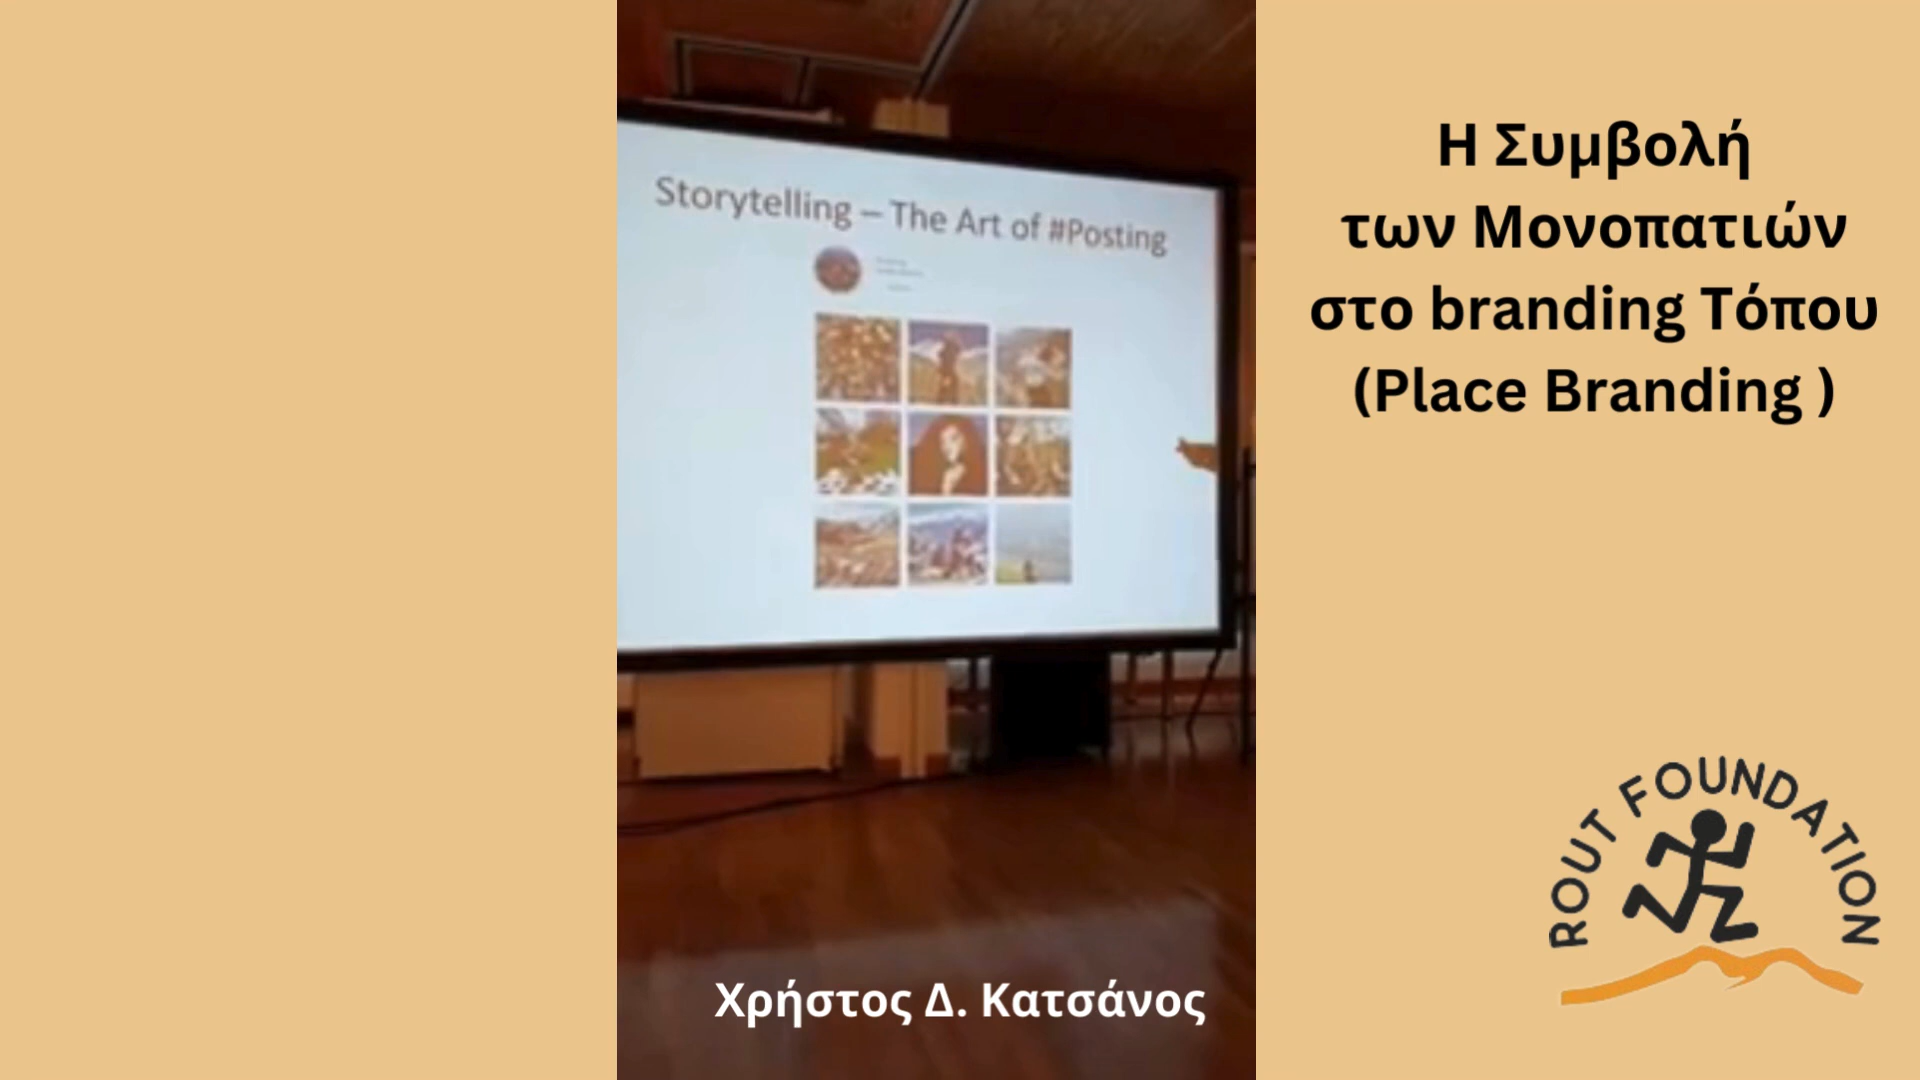 Storytelling – The Art of #Posting
Η Συμβολή
των Μονοπατιών
στο branding Τόπου
(Place Branding )
ROUT FOUNDATION
Χρήστος Δ. Κατσάνος